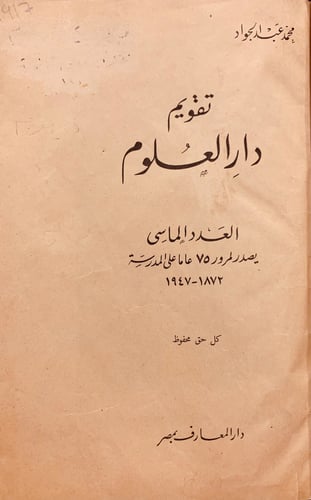 محمد عبد الجواد
تقويم
دار العلوم
العدد الماسى
يصدر لمرور ٧٥ عاما على المدرسة
١٨٧٢-١٩٤٧
كل حق محفوظ
دار المعارف بمصر